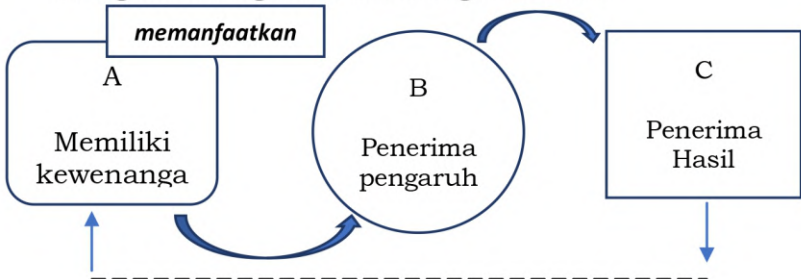 memanfaatkan
A
Memiliki
kewenanga
B
Penerima
pengaruh
C
Penerima
Hasil